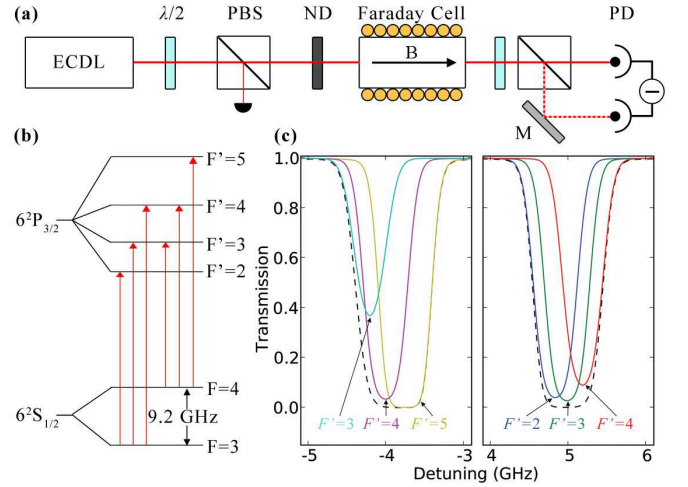 (a)
λ/2
PBS
ND
Faraday Cell
PD
ECDL
B
M
(b)
F'=5
F'=4
6²P₃/₂
F'=3
F'=2
F=4
6²S₁/₂
9.2 GHz
F=3
(c)
Transmission
1.0
0.8
0.6
0.4
0.2
0.0
F'=3
F'=4
F'=5
F'=2
F'=3
F'=4
-5
-4
-3
4
5
6
Detuning (GHz)